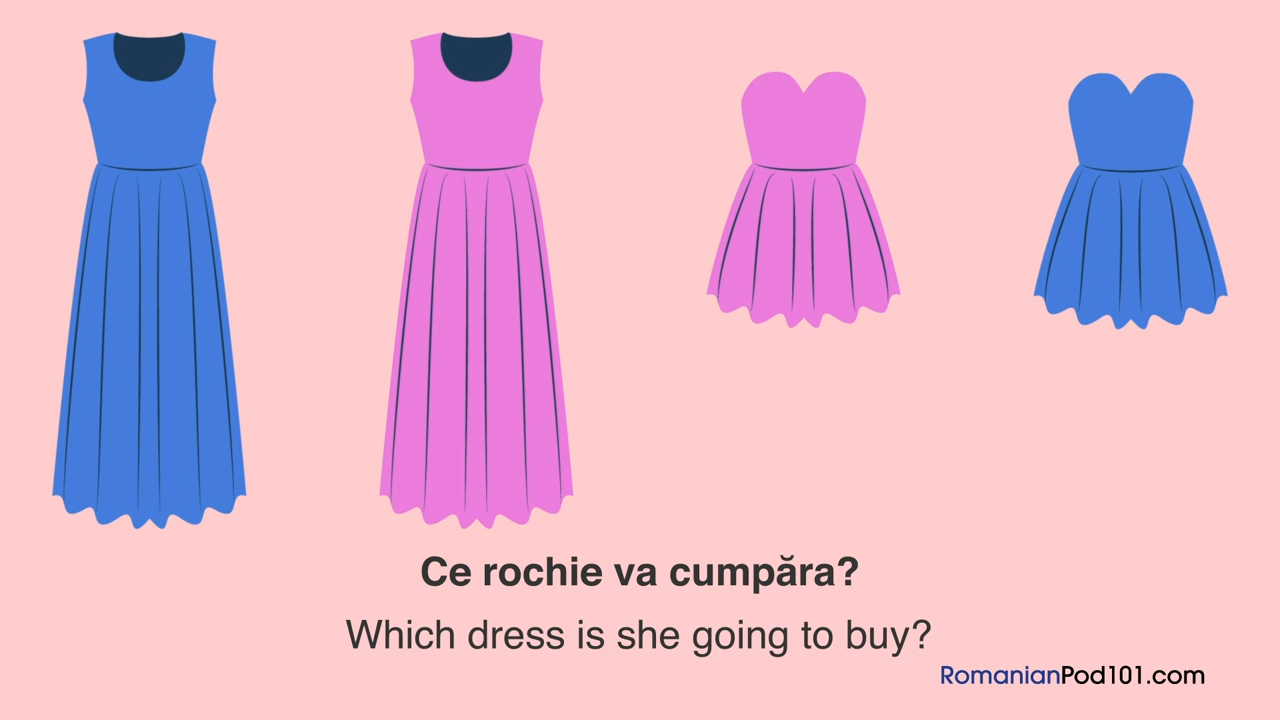 Ce rochie va cumpăra?
Which dress is she going to buy?
RomanianPod101.com